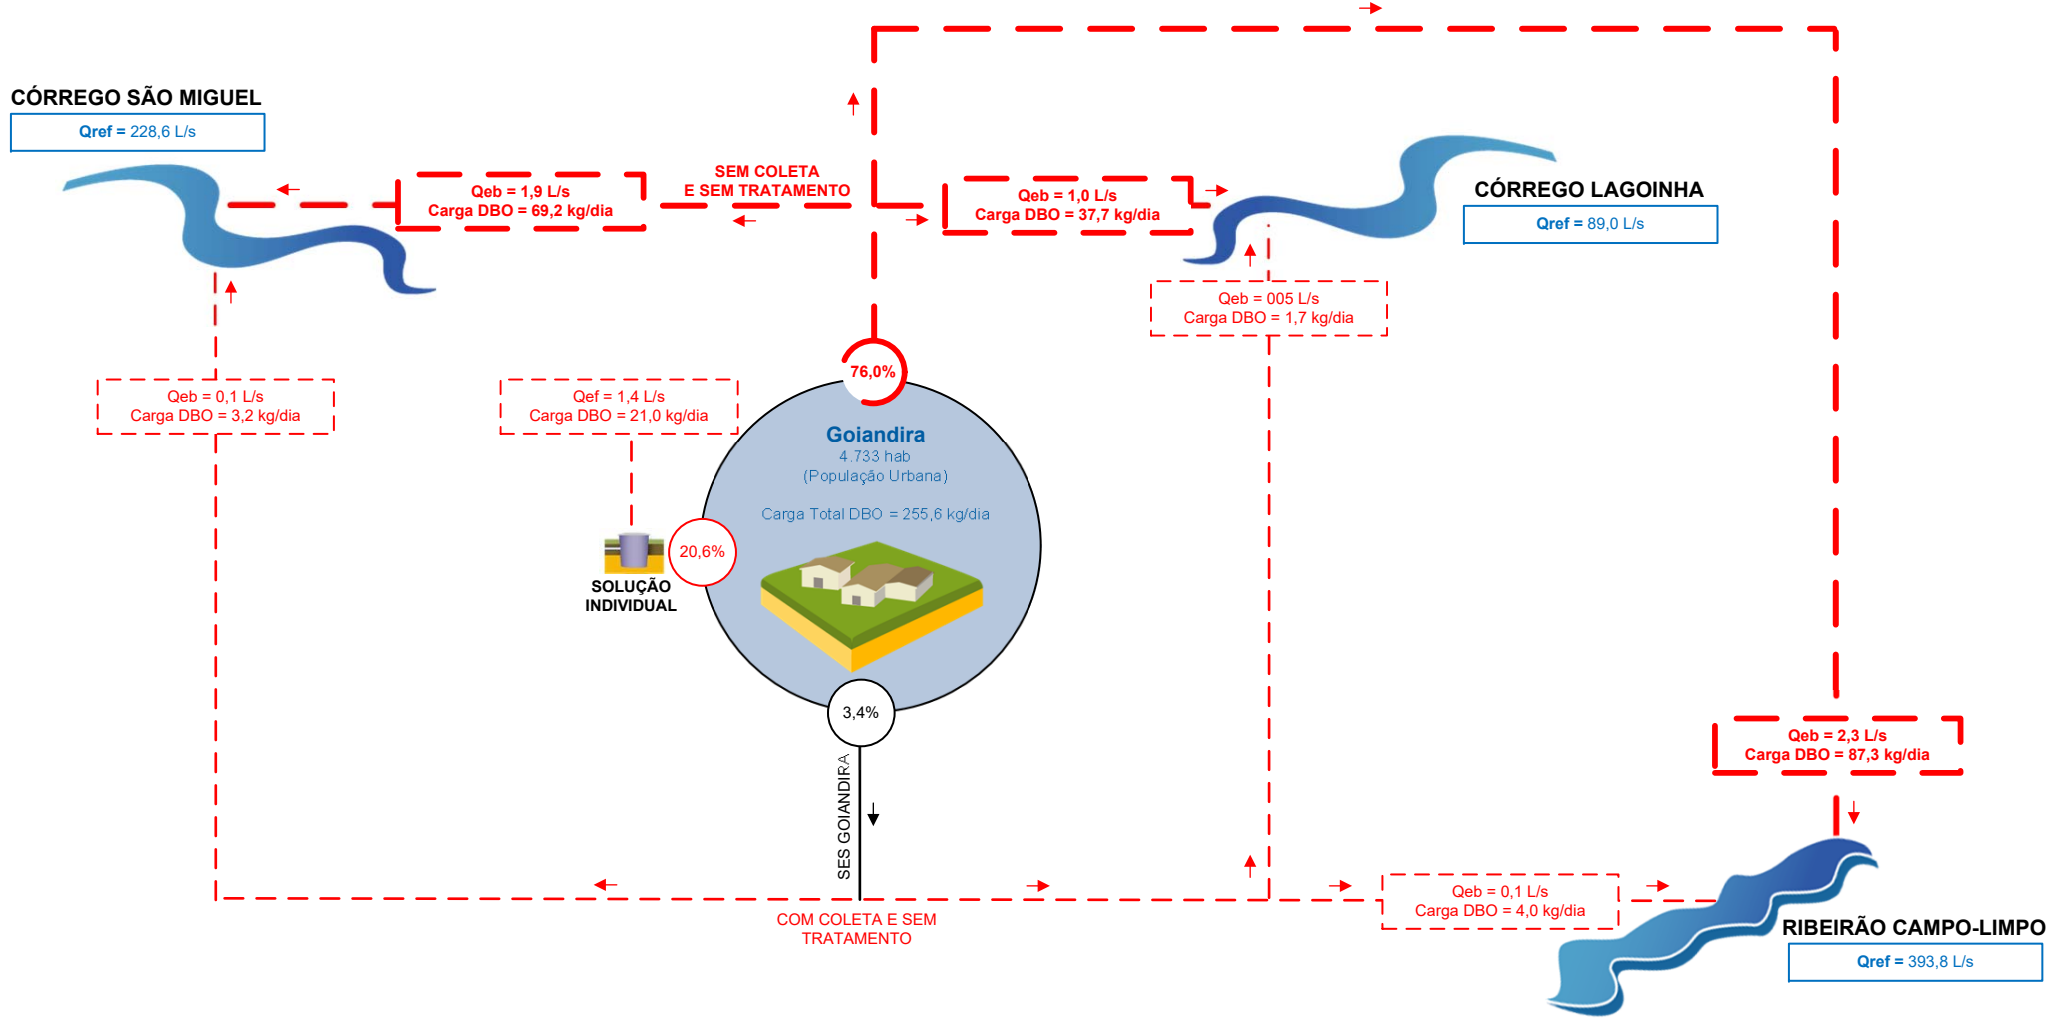 CÓRREGO SÃO MIGUEL
Qref = 228,6 L/s
Qeb = 1,9 L/s
Carga DBO = 69,2 kg/dia
SEM COLETA
E SEM TRATAMENTO
Qeb = 1,0 L/s
Carga DBO = 37,7 kg/dia
CÓRREGO LAGOINHA
Qref = 89,0 L/s
Qeb = 005 L/s
Carga DBO = 1,7 kg/dia
Qeb = 0,1 L/s
Carga DBO = 3,2 kg/dia
Qef = 1,4 L/s
Carga DBO = 21,0 kg/dia
76,0%
Goiandira
4.733 hab
(População Urbana)
Carga Total DBO = 255,6 kg/dia
20,6%
SOLUÇÃO
INDIVIDUAL
3,4%
SES GOIANDIRA
COM COLETA E SEM
TRATAMENTO
Qeb = 2,3 L/s
Carga DBO = 87,3 kg/dia
Qeb = 0,1 L/s
Carga DBO = 4,0 kg/dia
RIBEIRÃO CAMPO-LIMPO
Qref = 393,8 L/s